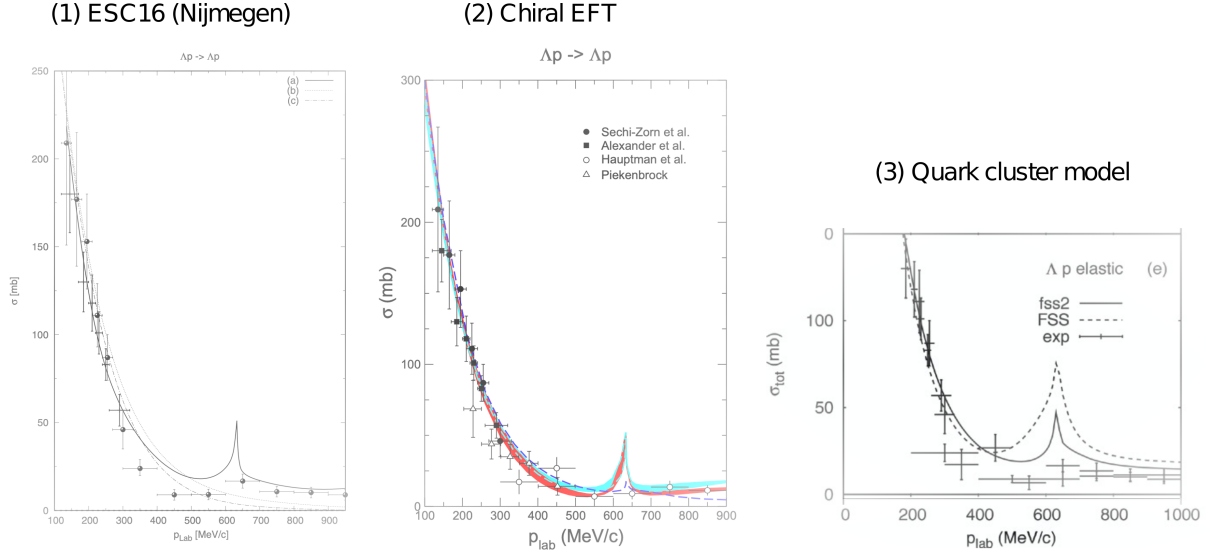 (1) ESC16 (Nijmegen)
(2) Chiral EFT
(3) Quark cluster model
Λp -> Λp
(a)
(b)
(c)
250
200
150
100
50
0
σ [mb]
100 200 300 400 500 600 700 800 900
pLab [MeV/c]
Λp -> Λp
Sechi-Zorn et al.
Alexander et al.
Hauptman et al.
Piekenbrock
300
200
100
0
σ (mb)
100 200 300 400 500 600 700 800 900
plab (MeV/c)
Λ p elastic (e)
fss2
FSS
exp
0
100
50
0
σtot (mb)
0 200 400 600 800 1000
plab (MeV/c)